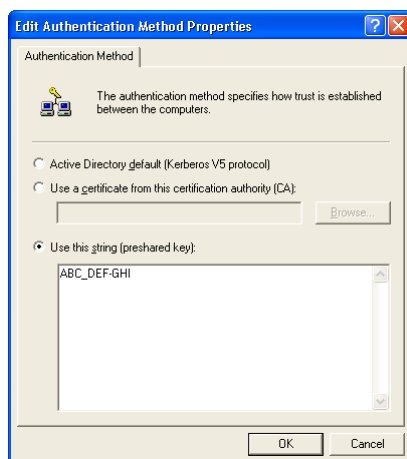 Edit Authentication Method Properties
Authentication Method
The authentication method specifies how trust is established
between the computers.
Active Directory default (Kerberos V5 protocol)
Use a certificate from this certification authority (CA):
Browse...
Use this string (preshared key):
ABC_DEF-GHI
OK Cancel